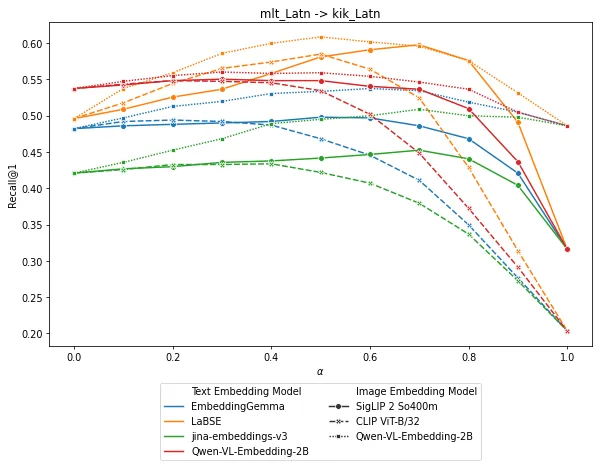 mlt_Latn -> kik_Latn
Recall@1
0.60
0.55
0.50
0.45
0.40
0.35
0.30
0.25
0.20
0.0 0.2 0.4 0.6 0.8 1.0
α
Text Embedding Model
EmbeddingGemma
LaBSE
jina-embeddings-v3
Qwen-VL-Embedding-2B
Image Embedding Model
SigLIP 2 So400m
CLIP ViT-B/32
Qwen-VL-Embedding-2B